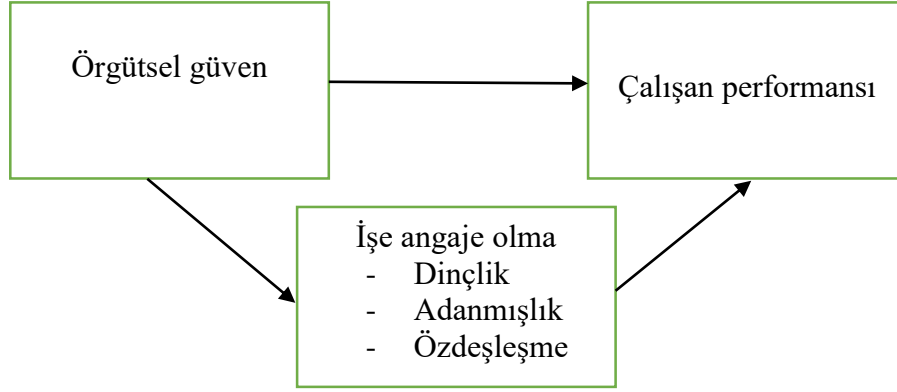 Örgütsel güven
Çalışan performansı
İşe angaje olma
- Dinçlik
- Adanmışlık
- Özdeşleşme